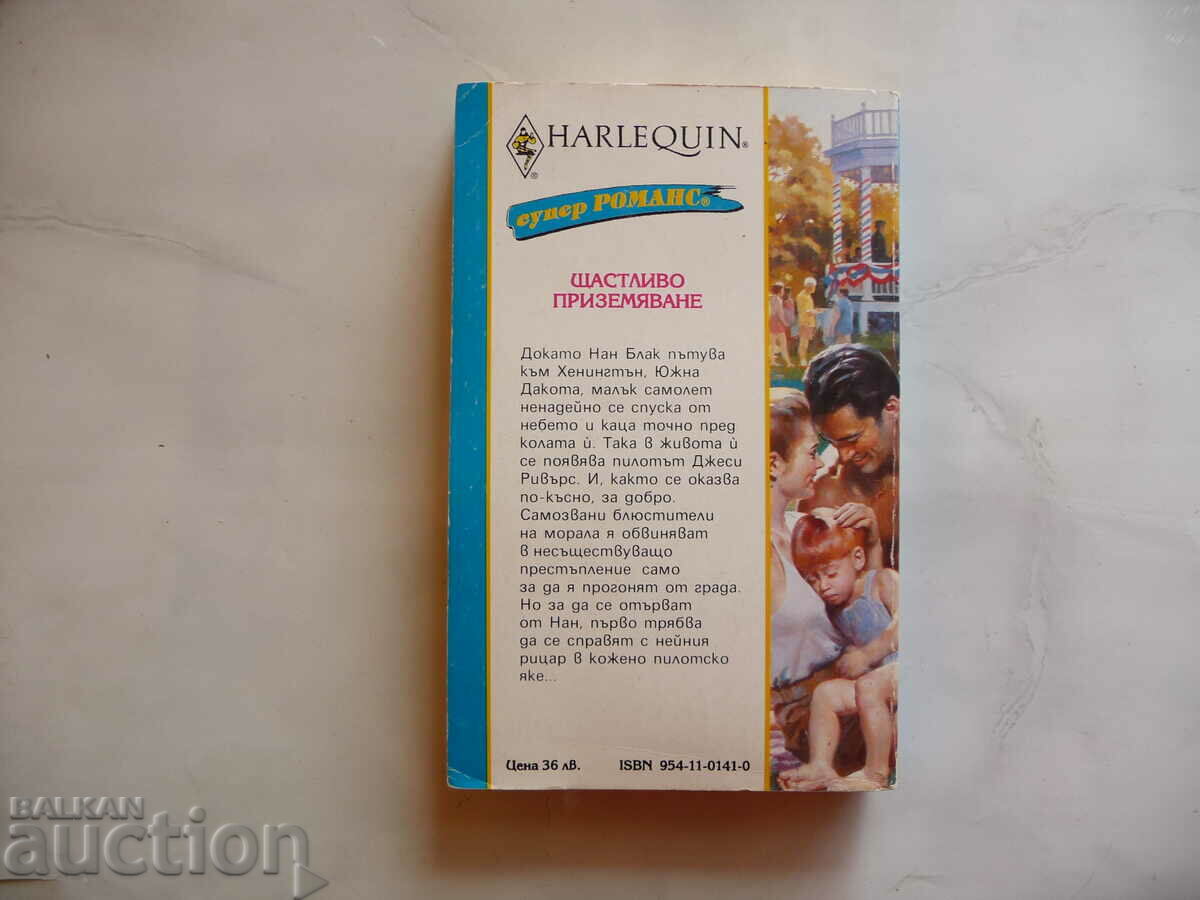 HARLEQUIN®
®
супер РОМАНС®
ЩАСТЛИВО
ПРИЗЕМЯВАНЕ
Докато Нан Блак пътува
към Хенингтън, Южна
Дакота, малък самолет
ненадейно се спуска от
небето и каца точно пред
колата ѝ. Така в живота ѝ
се появява пилотът Джеси
Ривърс. И, както се оказва
по-късно, за добро.
Самозвани блюстители
на морала я обвиняват
в несъществуващо
престъпление само
за да я прогонят от града.
Но за да се отърват
от Нан, първо трябва
да се справят с нейния
рицар в кожено пилотско
яке...
Цена 36 лв. ISBN 954-11-0141-0
BALKAN
auction